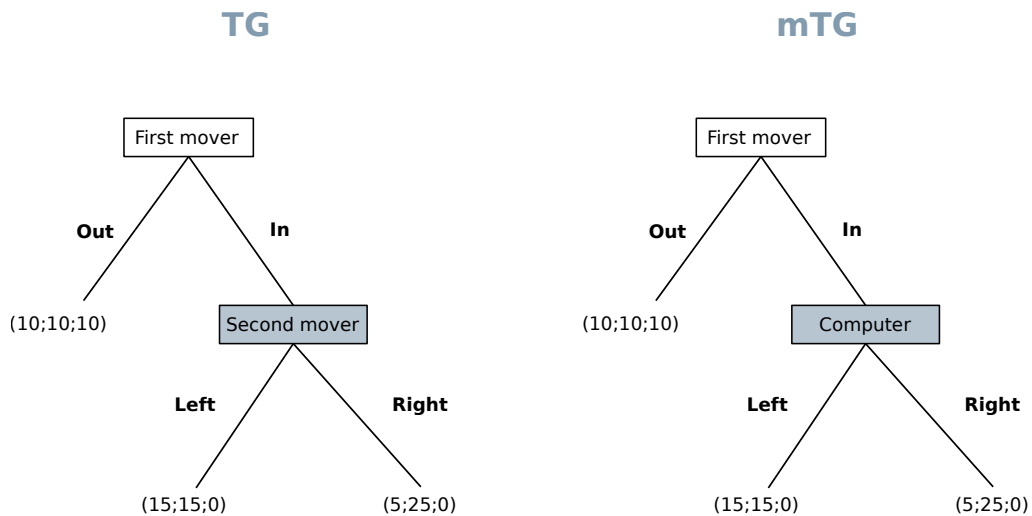 TG
First mover
Out
In
(10;10;10)
Second mover
Left
Right
(15;15;0)
(5;25;0)
mTG
First mover
Out
In
(10;10;10)
Computer
Left
Right
(15;15;0)
(5;25;0)